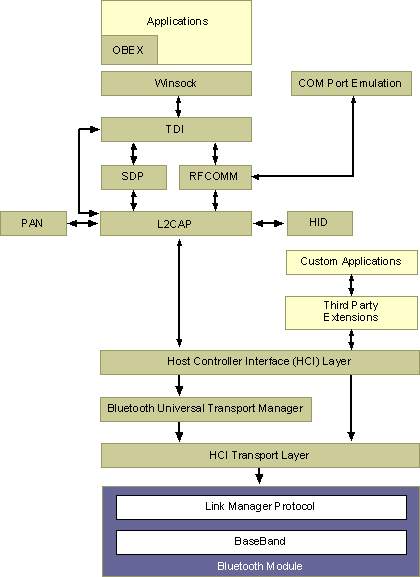 Applications
OBEX
Winsock
COM Port Emulation
TDI
SDP
RFCOMM
PAN
L2CAP
HID
Custom Applications
Third Party
Extensions
Host Controller Interface (HCI) Layer
Bluetooth Universal Transport Manager
HCI Transport Layer
Link Manager Protocol
BaseBand
Bluetooth Module